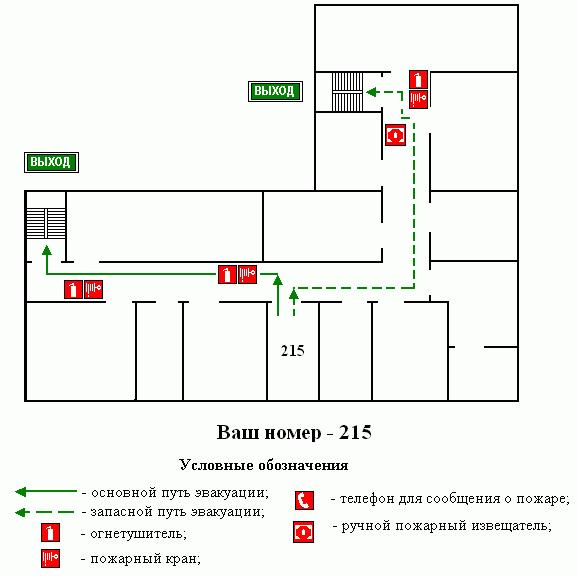 ВЫХОД
ВЫХОД
215
Ваш номер - 215
Условные обозначения
- основной путь эвакуации;
- запасной путь эвакуации;
- огнетушитель;
- пожарный кран;
- телефон для сообщения о пожаре;
- ручной пожарный извещатель;